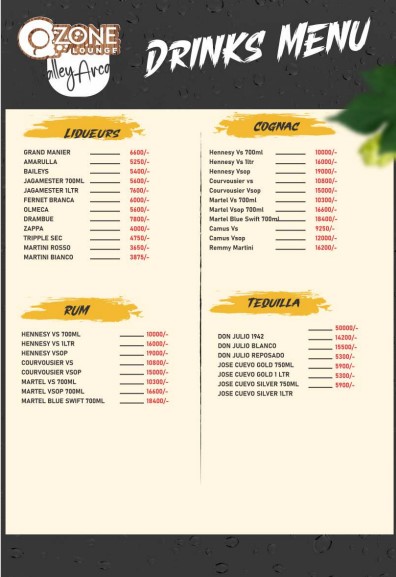 OZONE
LOUNGE
alley Arca
DRINKS MENU
LIDUEURS
GRAND MANIER 6600/-
AMARULLA 5250/-
BAILEYS 5400/-
JAGAMESTER 700ML 5600/-
JAGAMESTER 1LTR 7600/-
FERNET BRANCA 6000/-
OLMECA 5600/-
DRAMBUE 7800/-
ZAPPA 4000/-
TRIPPLE SEC 4750/-
MARTINI ROSSO 3650/-
MARTINI BIANCO 3875/-
COGNAC
Hennesy Vs 700ml 10000/-
Hennesy Vs 1ltr 16000/-
Hennesy Vsop 19000/-
Courvousier vs 10800/-
Courvousier Vsop 15000/-
Martel Vs 700ml 10300/-
Martel Vsop 700ml 16600/-
Martel Blue Swift 700ml 18400/-
Camus Vs 9250/-
Camus Vsop 12000/-
Remmy Martini 16200/-
RUM
HENNESY VS 700ML 10000/-
HENNESY VS 1LTR 16000/-
HENNESY VSOP 19000/-
COURVOUSIER VS 10800/-
COURVOUSIER VSOP 15000/-
MARTEL VS 700ML 10300/-
MARTEL VSOP 700ML 16600/-
MARTEL BLUE SWIFT 700ML 18400/-
TEDUILLA
50000/-
DON JULIO 1942 14200/-
DON JULIO BLANCO 15500/-
DON JULIO REPOSADO 5300/-
JOSE CUEVO GOLD 750ML 5900/-
JOSE CUEVO GOLD 1 LTR 5300/-
JOSE CUEVO SILVER 750ML 5900/-
JOSE CUEVO SILVER 1LTR